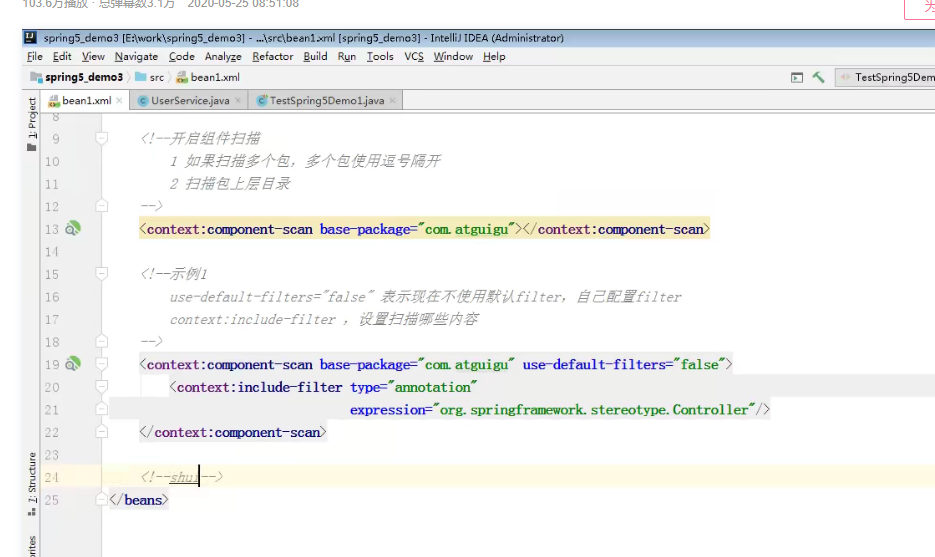 103.6万播放 · 总弹幕数3.1万 2020-05-25 08:51:08
为
spring5_demo3 [E:\work\spring5_demo3] - ...\src\bean1.xml [spring5_demo3] - IntelliJ IDEA (Administrator)
File Edit View Navigate Code Analyze Refactor Build Run Tools VCS Window Help
spring5_demo3 src bean1.xml TestSpring5Dem
bean1.xml UserService.java TestSpring5Demo1.java
1: Project
8
9 <!--开启组件扫描
10 1 如果扫描多个包，多个包使用逗号隔开
11 2 扫描包上层目录
12 -->
13 <context:component-scan base-package="com.atguigu"></context:component-scan>
14
15 <!--示例1
16 use-default-filters="false" 表示现在不使用默认filter，自己配置filter
17 context:include-filter ，设置扫描哪些内容
18 -->
19 <context:component-scan base-package="com.atguigu" use-default-filters="false">
20 <context:include-filter type="annotation"
21 expression="org.springframework.stereotype.Controller"/>
22 </context:component-scan>
23
24 <!--shui-->
25 </beans>
7: Structure